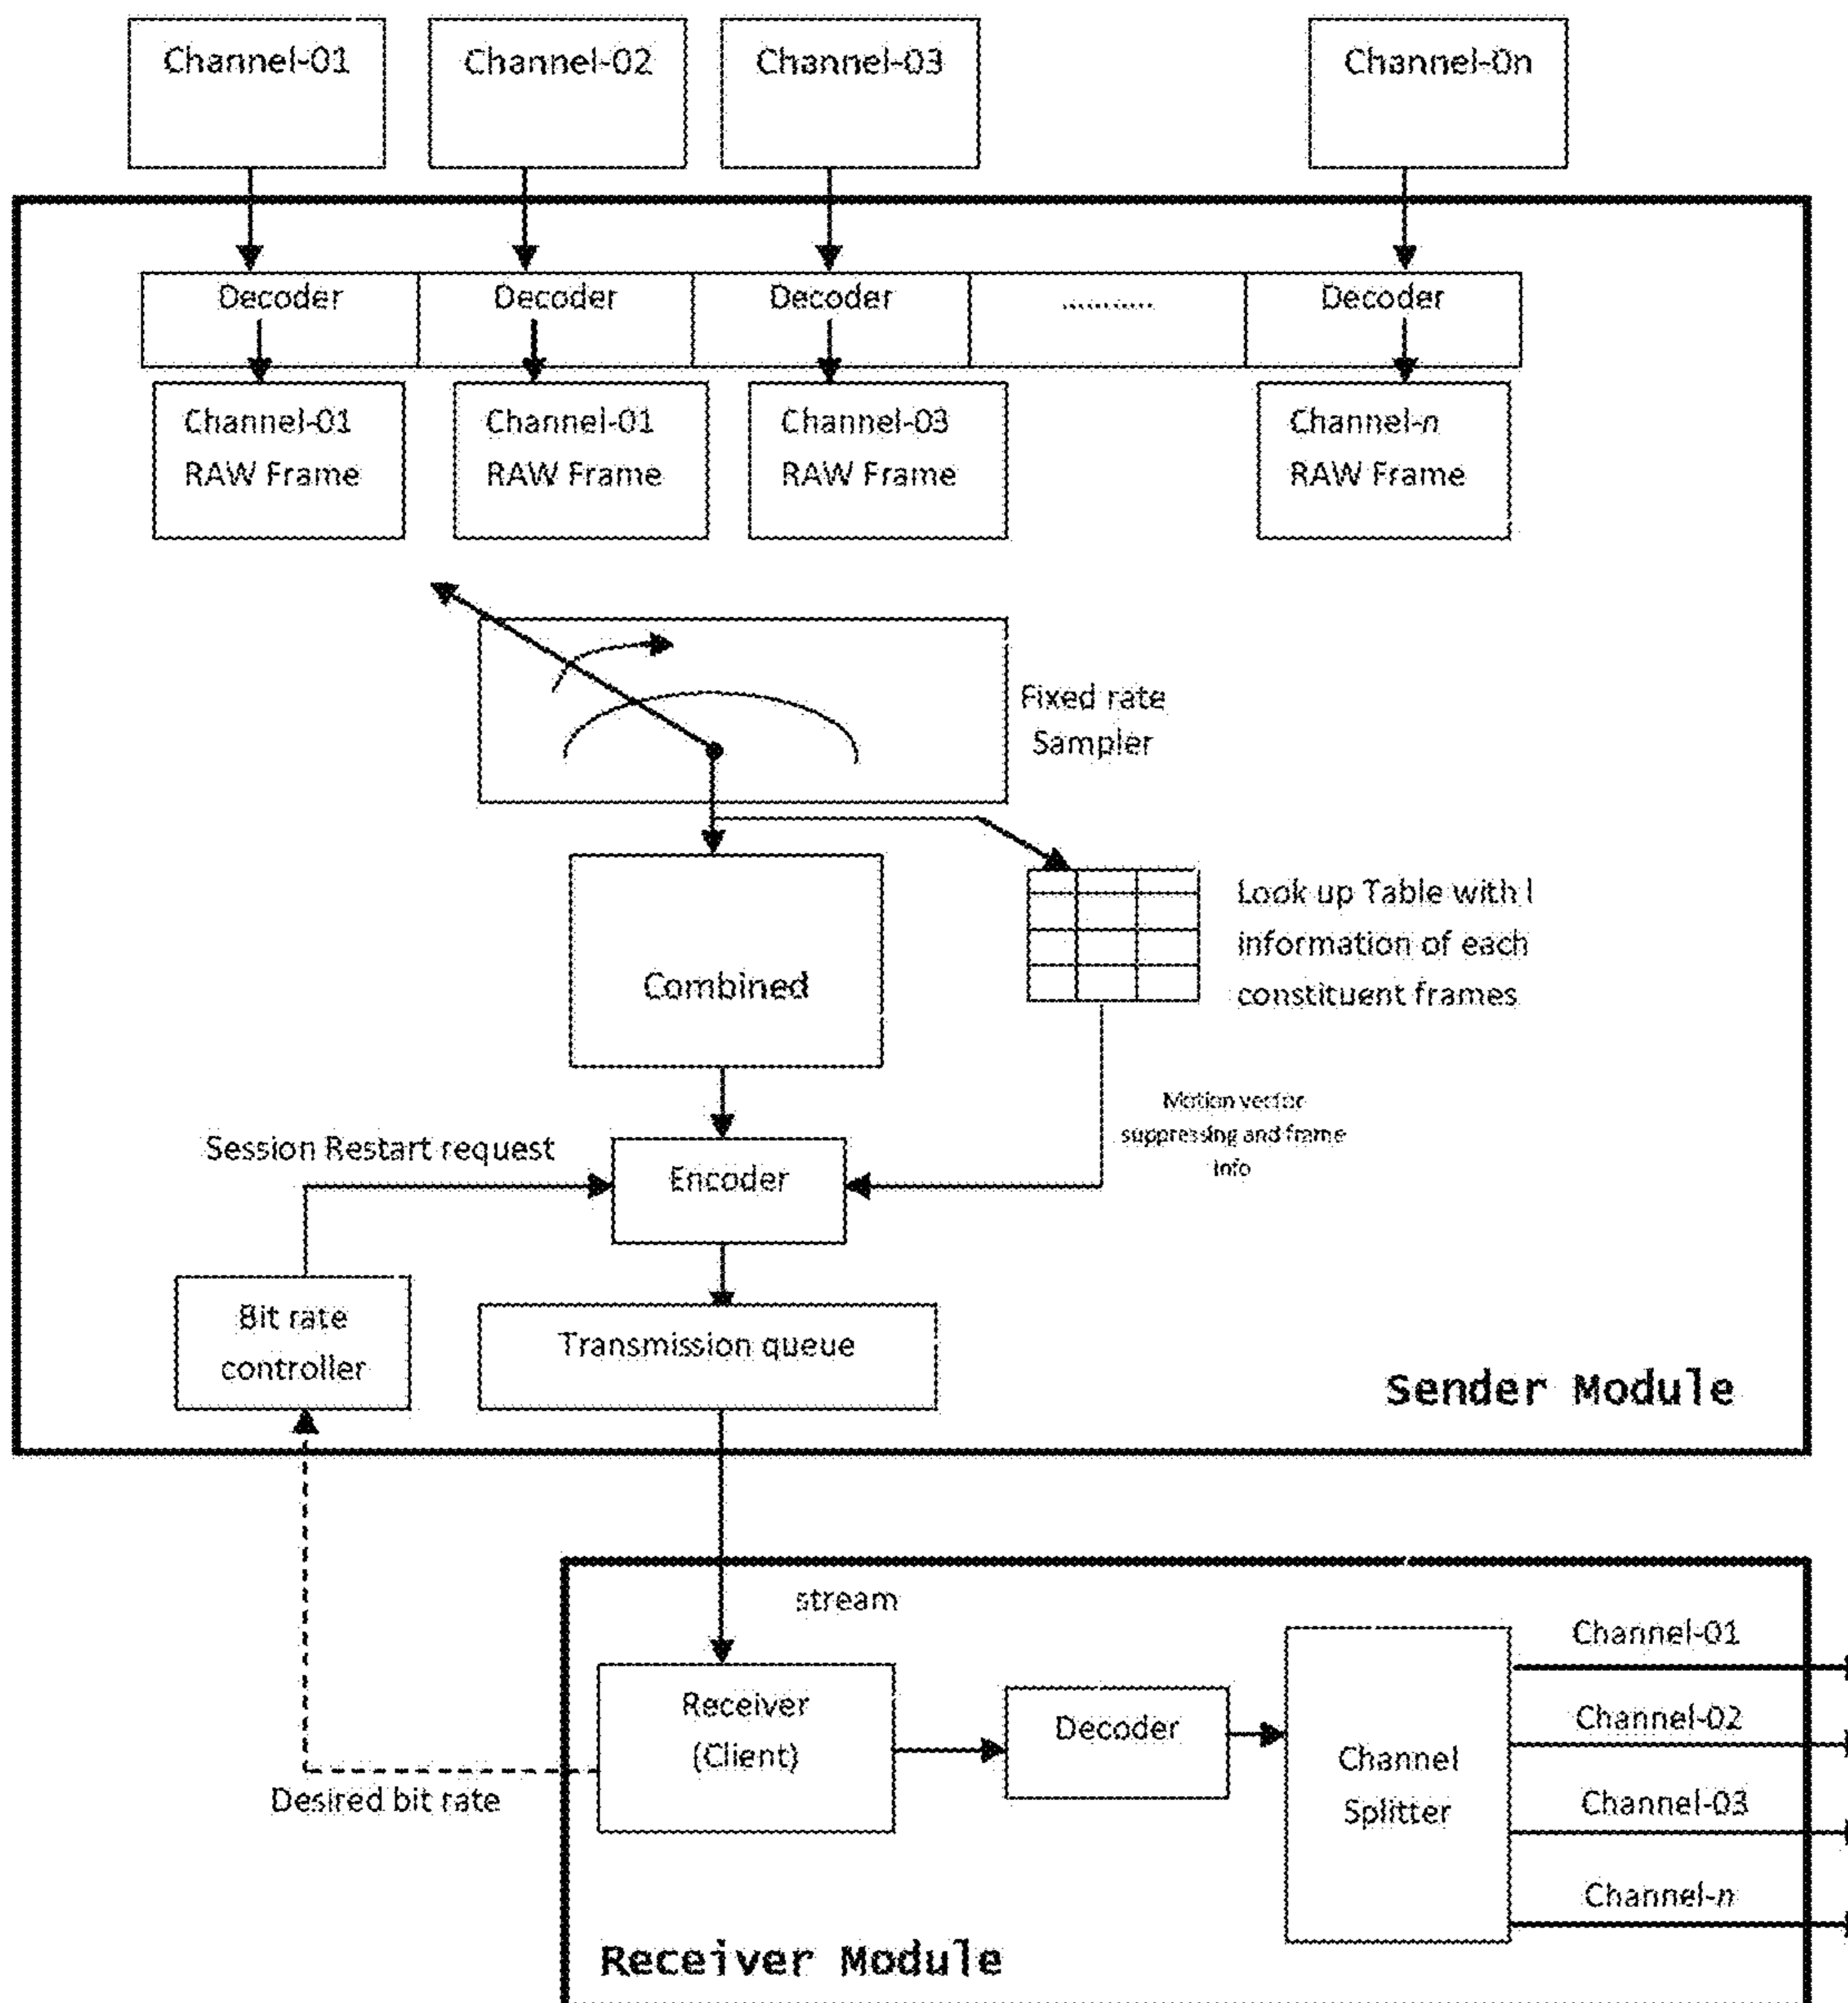 Channel-01
Channel-02
Channel-03
Channel-0n
Decoder
Decoder
Decoder
...........
Decoder
Channel-01
RAW Frame
Channel-01
RAW Frame
Channel-03
RAW Frame
Channel-n
RAW Frame
Fixed rate
Sampler
Look up Table with l
information of each
constituent frames
Combined
Motion vector
suppressing and frame
info
Session Restart request
Encoder
Bit rate
controller
Transmission queue
Sender Module
stream
Receiver
(Client)
Decoder
Channel
Splitter
Channel-01
Channel-02
Channel-03
Channel-n
Desired bit rate
Receiver Module